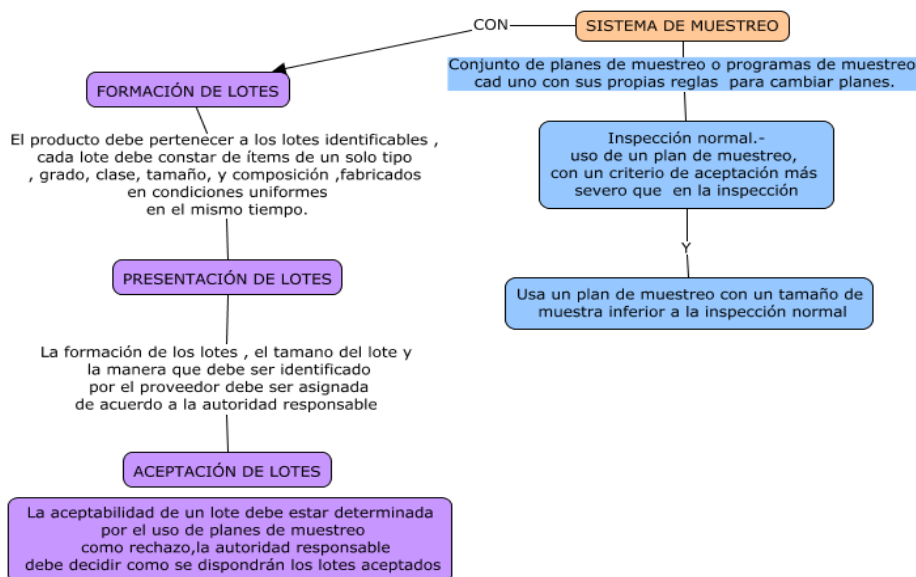 CON
SISTEMA DE MUESTREO
Conjunto de planes de muestreo o programas de muestreo
cad uno con sus propias reglas para cambiar planes.
FORMACIÓN DE LOTES
El producto debe pertenecer a los lotes identificables ,
cada lote debe constar de ítems de un solo tipo
, grado, clase, tamaño, y composición ,fabricados
en condiciones uniformes
en el mismo tiempo.
Inspección normal.-
uso de un plan de muestreo,
con un criterio de aceptación más
severo que en la inspección
Y
PRESENTACIÓN DE LOTES
Usa un plan de muestreo con un tamaño de
muestra inferior a la inspección normal
La formación de los lotes , el tamano del lote y
la manera que debe ser identificado
por el proveedor debe ser asignada
de acuerdo a la autoridad responsable
ACEPTACIÓN DE LOTES
La aceptabilidad de un lote debe estar determinada
por el uso de planes de muestreo
como rechazo,la autoridad responsable
debe decidir como se dispondrán los lotes aceptados